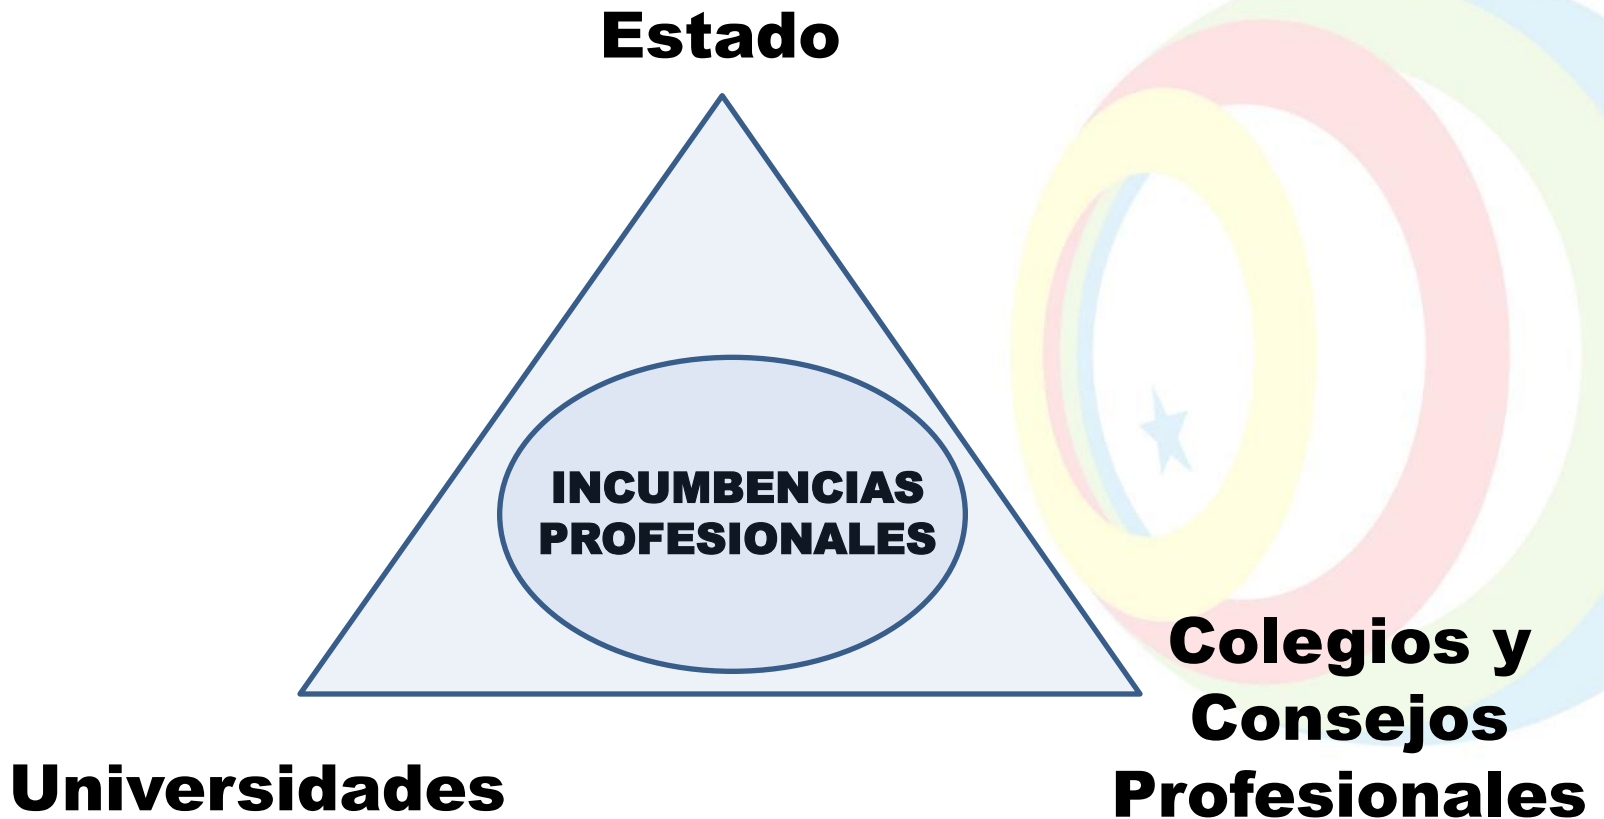 Estado
INCUMBENCIAS
PROFESIONALES
Universidades
Colegios y
Consejos
Profesionales